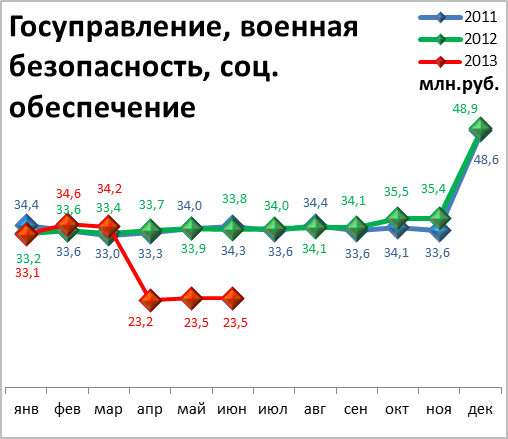 Госуправление, военная
безопасность, соц.
обеспечение
2011
2012
2013
млн.руб.
48,9
48,6
34,4 34,6 34,2 33,7 34,0 33,8 34,4 34,1 35,5 35,4
33,6 33,4
33,2 33,6 33,0 33,3 33,9 34,3 33,6 34,0 34,1 33,6 34,1 33,6
33,1
23,2 23,5 23,5
янв фев мар апр май июн июл авг сен окт ноя дек